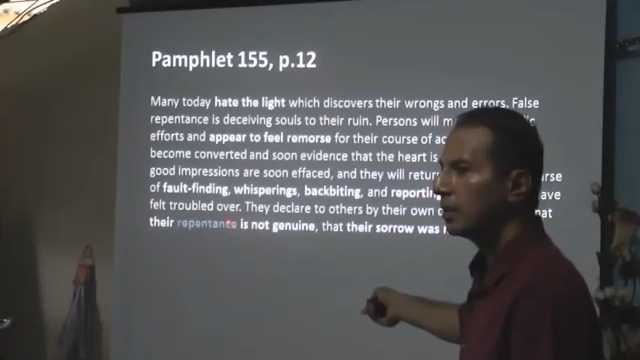 Pamphlet 155, p.12
Many today hate the light which discovers their wrongs and errors. False
repentance is deceiving souls to their ruin. Persons will
efforts and appear to feel remorse for their course of
become converted and soon evidence that the heart is
good impressions are soon effaced, and they will
of fault-finding, whisperings, backbiting, and
felt troubled over. They declare to others by their own
their repentance is not genuine, that their sorrow was